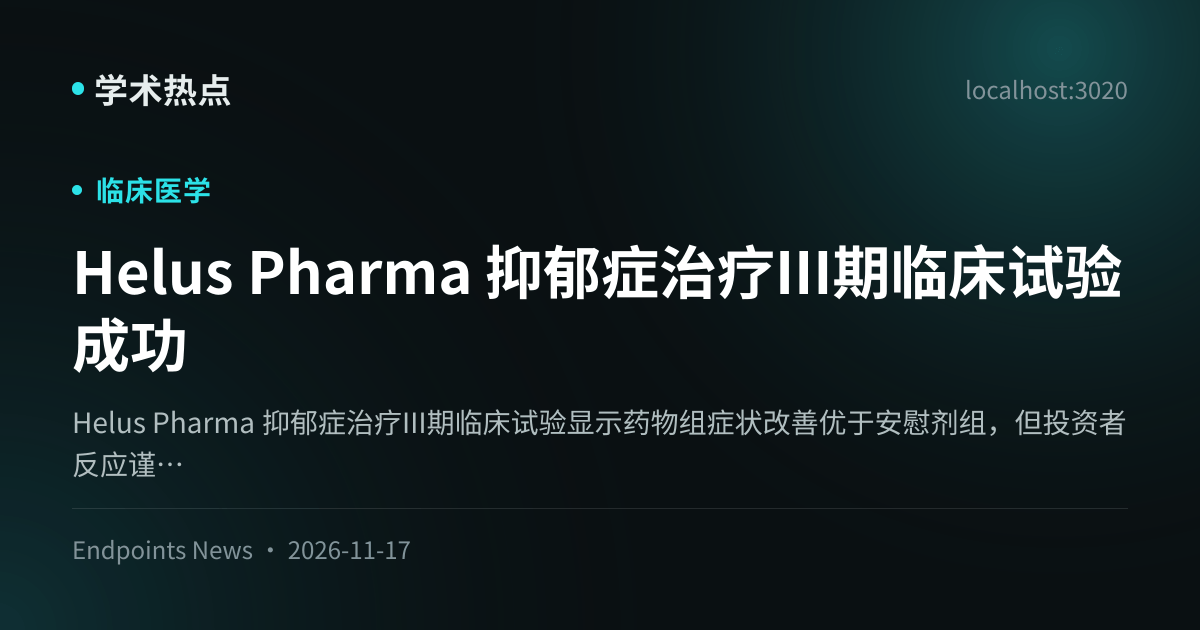 学术热点
localhost:3020
临床医学
Helus Pharma 抑郁症治疗III期临床试验
成功
Helus Pharma 抑郁症治疗III期临床试验显示药物组症状改善优于安慰剂组，但投资者
反应谨…
Endpoints News · 2026-11-17